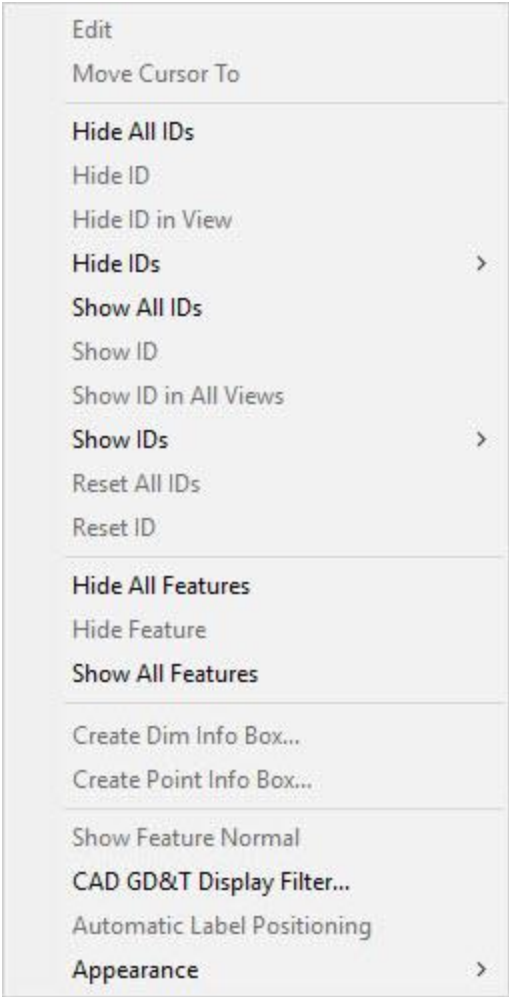 Edit
Move Cursor To
Hide All IDs
Hide ID
Hide ID in View
Hide IDs
Show All IDs
Show ID
Show ID in All Views
Show IDs
Reset All IDs
Reset ID
Hide All Features
Hide Feature
Show All Features
Create Dim Info Box...
Create Point Info Box...
Show Feature Normal
CAD GD&T Display Filter...
Automatic Label Positioning
Appearance